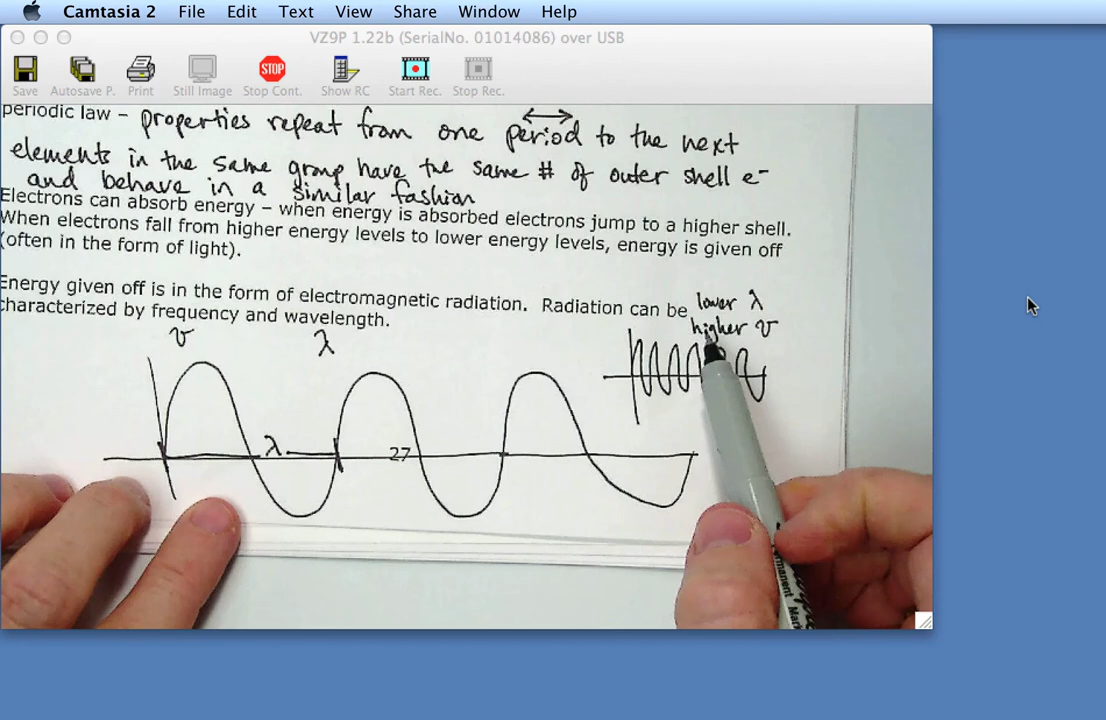 Camtasia 2 File Edit Text View Share Window Help
VZ9P 1.22b (SerialNo. 01014086) over USB
Save Autosave P. Print Still Image Stop Cont. Show RC Start Rec. Stop Rec.
STOP
periodic law – properties repeat from one period to the next
elements in the same group have the same # of outer shell e-
and behave in a similar fashion
Electrons can absorb energy – when energy is absorbed electrons jump to a higher shell.
When electrons fall from higher energy levels to lower energy levels, energy is given off
(often in the form of light).
Energy given off is in the form of electromagnetic radiation. Radiation can be
characterized by frequency and wavelength.
lower λ
higher ν
ν λ
λ
27